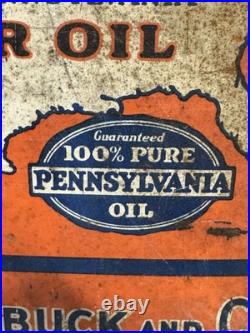 R OIL
Guaranteed
100% PURE
PENNSYLVANIA
OIL
BUCK AND